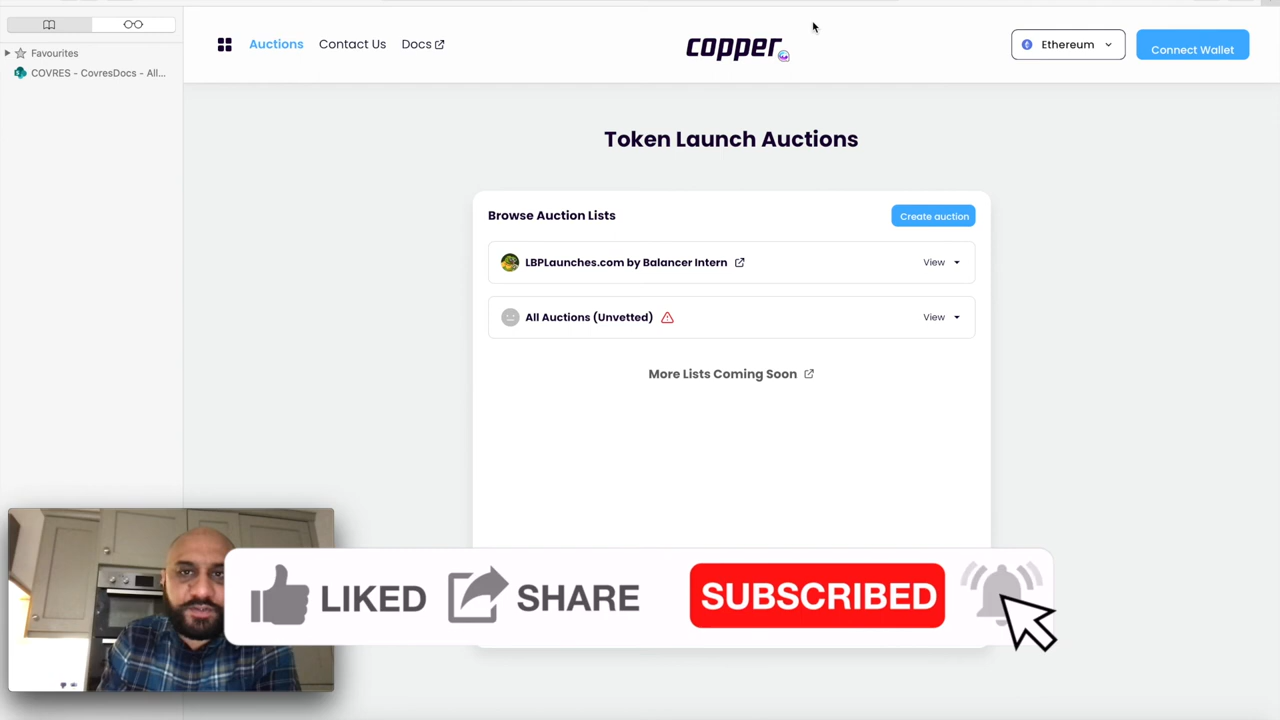 Favourites
COVRES - CovresDocs - All...
Auctions
Contact Us
Docs
copper
Ethereum
Connect Wallet
Token Launch Auctions
Browse Auction Lists
Create auction
LBPLaunches.com by Balancer Intern
View
All Auctions (Unvetted)
View
More Lists Coming Soon
LIKED
SHARE
SUBSCRIBED